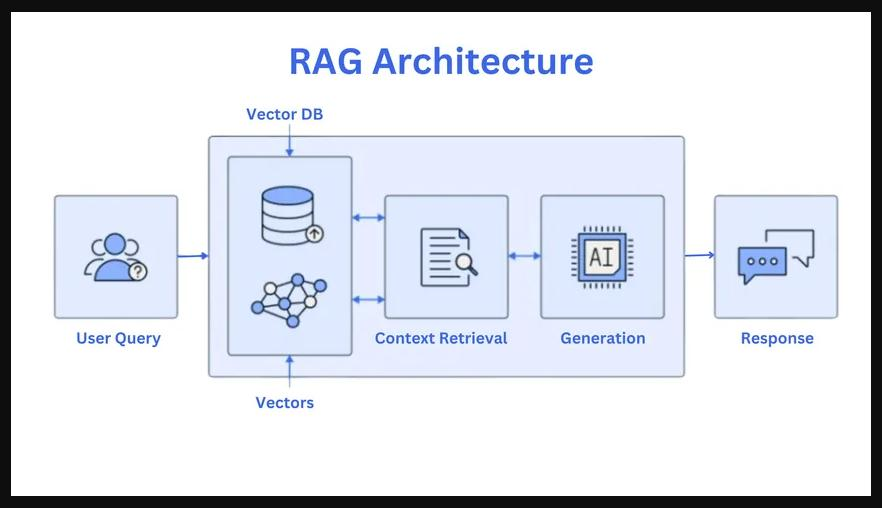 RAG Architecture
Vector DB
?
AI
User Query
Context Retrieval
Generation
Response
Vectors